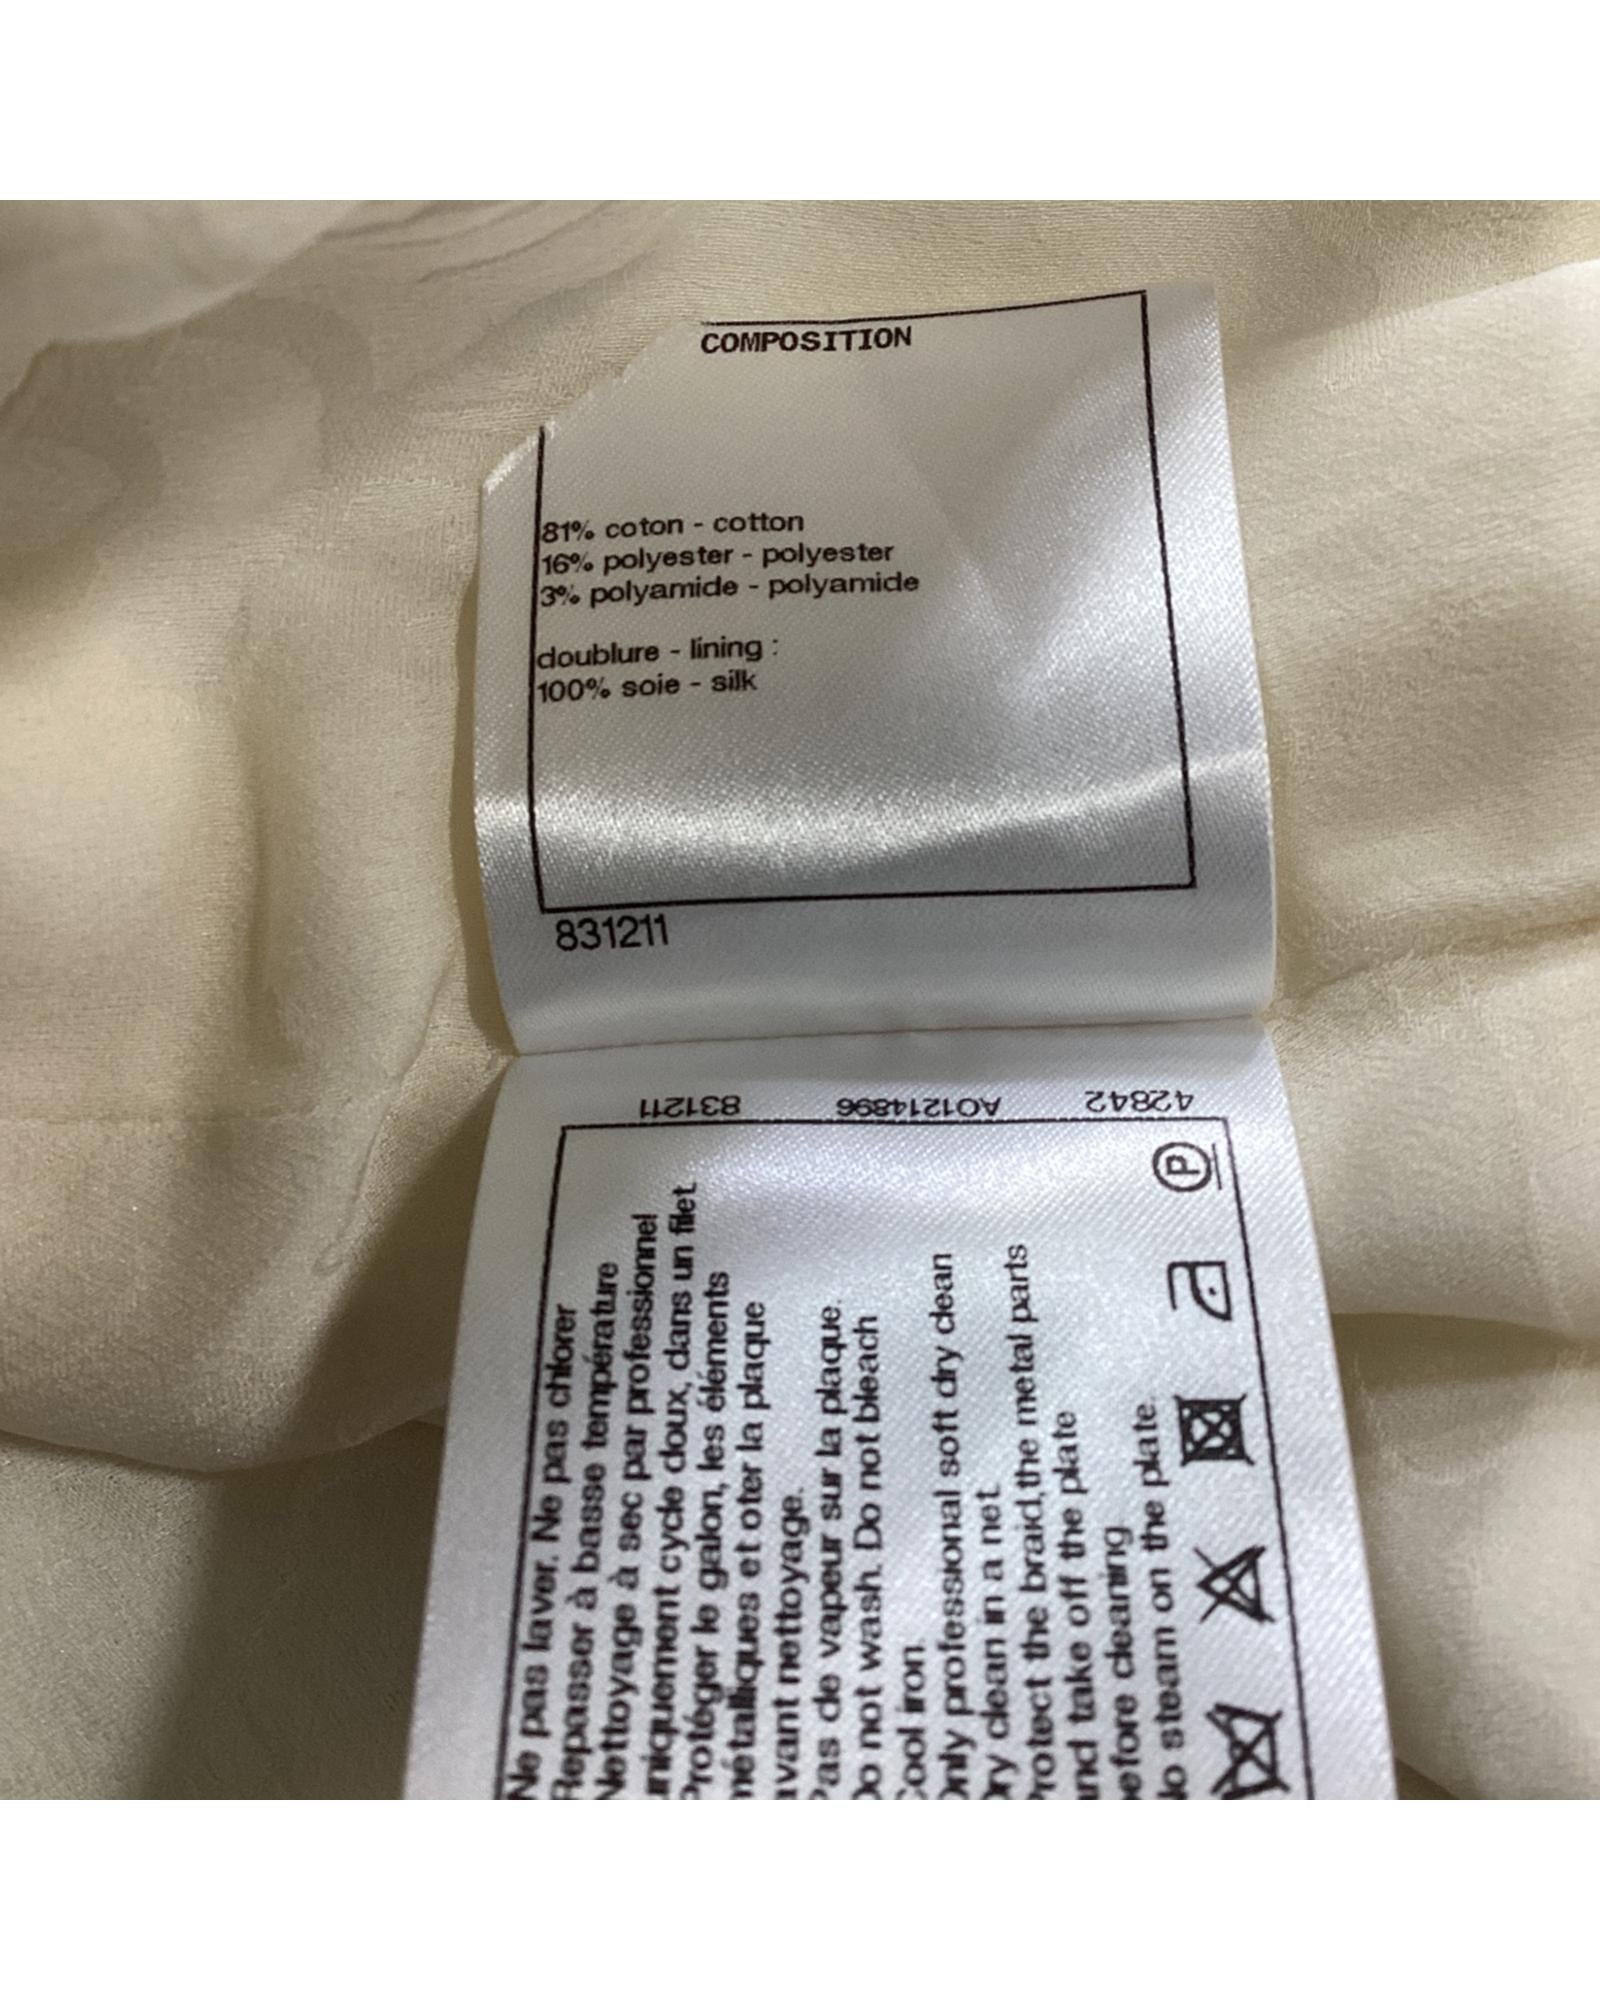 COMPOSITION
81% coton - cotton
16% polyester - polyester
3% polyamide - polyamide
doublure - lining :
100% soie - silk
831211
42842 AO1214896 831211
Ne pas laver. Ne pas chlorer
Repasser à basse température
Nettoyage à sec par professionnel
uniquement cycle doux, dans un filet
Protéger le galon, les éléments
métalliques et oter la plaque
avant nettoyage.
Pas de vapeur sur la plaque.
Do not wash. Do not bleach
Cool iron
Only professional soft dry clean
Dry clean in a net
Protect the braid,the metal parts
and take off the plate
before cleaning
No steam on the plate.
P